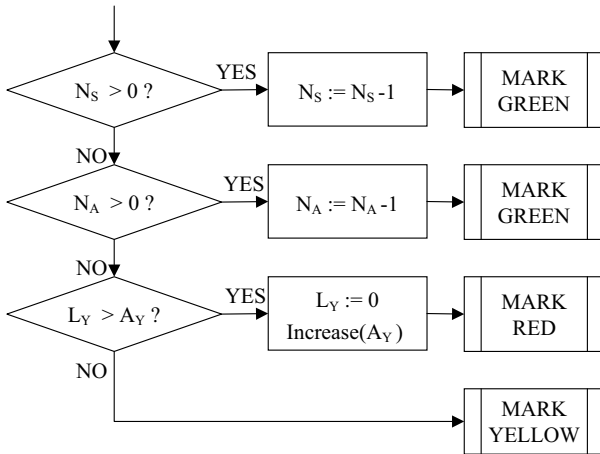 N_S > 0 ?
YES
N_S := N_S -1
MARK
GREEN
NO
N_A > 0 ?
YES
N_A := N_A -1
MARK
GREEN
NO
L_Y > A_Y ?
YES
L_Y := 0
Increase(A_Y )
MARK
RED
NO
MARK
YELLOW